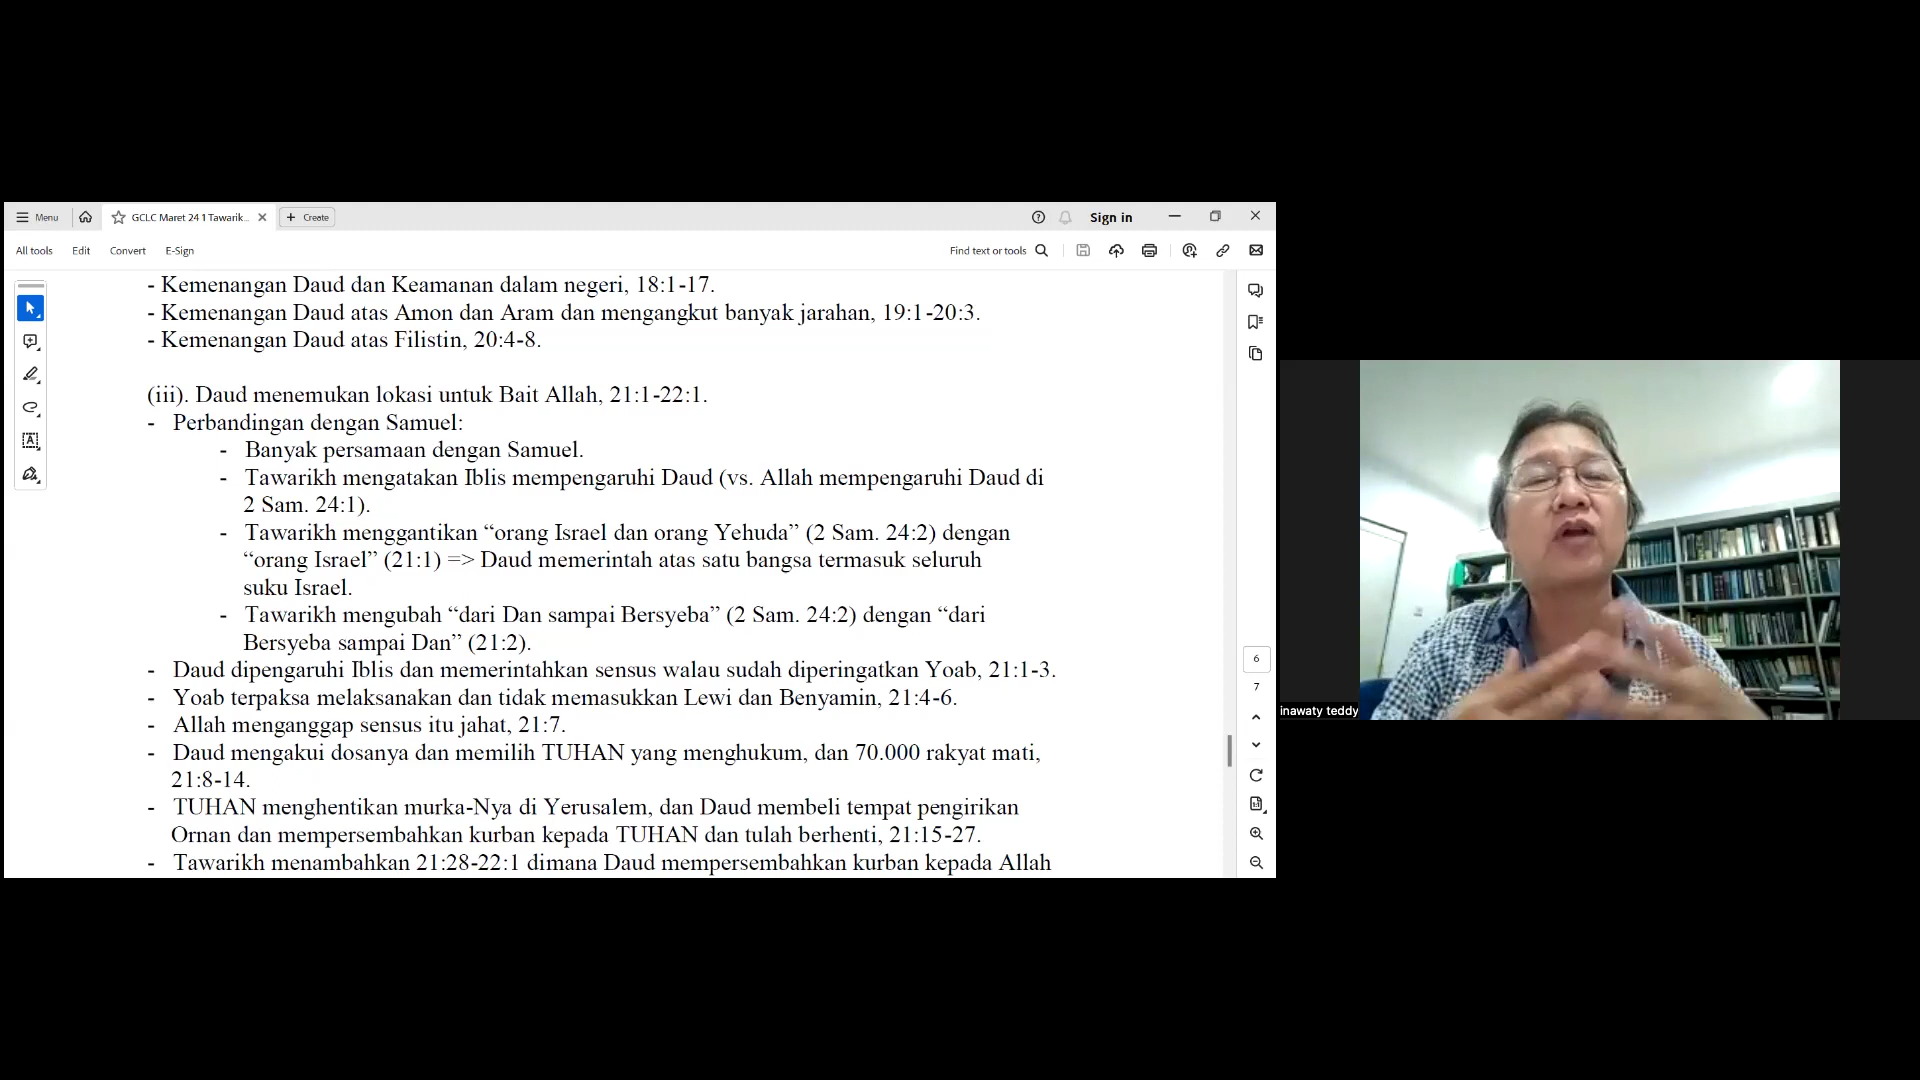 Menu
GCLC Maret 24 1 Tawarik...
Create
Sign in
All tools
Edit
Convert
E-Sign
Find text or tools
- Kemenangan Daud dan Keamanan dalam negeri, 18:1-17.
- Kemenangan Daud atas Amon dan Aram dan mengangkut banyak jarahan, 19:1-20:3.
- Kemenangan Daud atas Filistin, 20:4-8.
(iii). Daud menemukan lokasi untuk Bait Allah, 21:1-22:1.
- Perbandingan dengan Samuel:
- Banyak persamaan dengan Samuel.
- Tawarikh mengatakan Iblis mempengaruhi Daud (vs. Allah mempengaruhi Daud di
2 Sam. 24:1).
- Tawarikh menggantikan “orang Israel dan orang Yehuda” (2 Sam. 24:2) dengan
“orang Israel” (21:1) => Daud memerintah atas satu bangsa termasuk seluruh
suku Israel.
- Tawarikh mengubah “dari Dan sampai Bersyeba” (2 Sam. 24:2) dengan “dari
Bersyeba sampai Dan” (21:2).
- Daud dipengaruhi Iblis dan memerintahkan sensus walau sudah diperingatkan Yoab, 21:1-3.
- Yoab terpaksa melaksanakan dan tidak memasukkan Lewi dan Benyamin, 21:4-6.
- Allah menganggap sensus itu jahat, 21:7.
- Daud mengakui dosanya dan memilih TUHAN yang menghukum, dan 70.000 rakyat mati,
21:8-14.
- TUHAN menghentikan murka-Nya di Yerusalem, dan Daud membeli tempat pengirikan
Ornan dan mempersembahkan kurban kepada TUHAN dan tulah berhenti, 21:15-27.
- Tawarikh menambahkan 21:28-22:1 dimana Daud mempersembahkan kurban kepada Allah
6
7
inawaty teddy